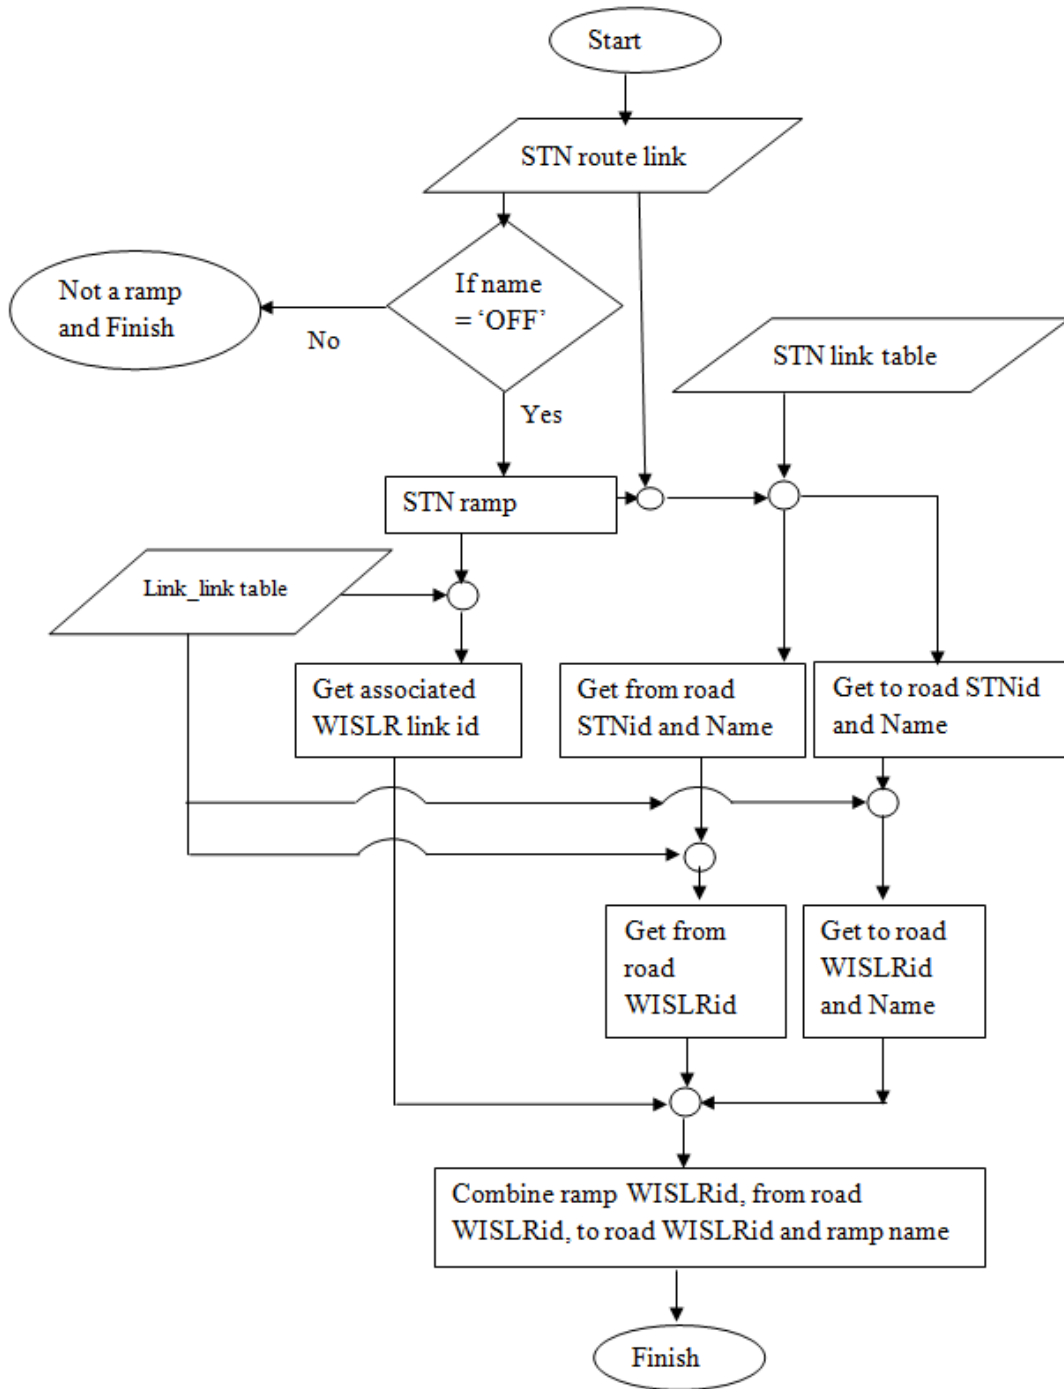 Start
STN route link
If name
= ‘OFF’
Not a ramp
and Finish
No
STN link table
Yes
STN ramp
Link_link table
Get associated
WISLR link id
Get from road
STNid and Name
Get to road STNid
and Name
Get from
road
WISLRid
Get to road
WISLRid
and Name
Combine ramp WISLRid, from road
WISLRid, to road WISLRid and ramp name
Finish